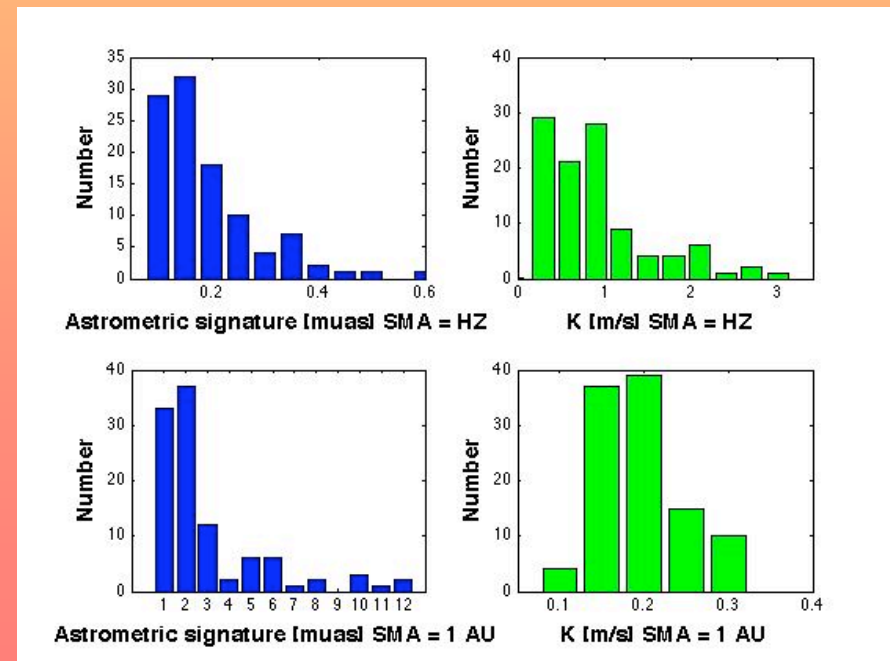 35
30
25
20
15
10
5
0
Number
0.2 0.4 0.6
Astrometric signature [muas] SMA = HZ
40
30
20
10
0
Number
0 1 2 3
K [m/s] SMA = HZ
40
30
20
10
0
Number
1 2 3 4 5 6 7 8 9 10 11 12
Astrometric signature [muas] SMA = 1 AU
40
30
20
10
0
Number
0.1 0.2 0.3 0.4
K [m/s] SMA = 1 AU